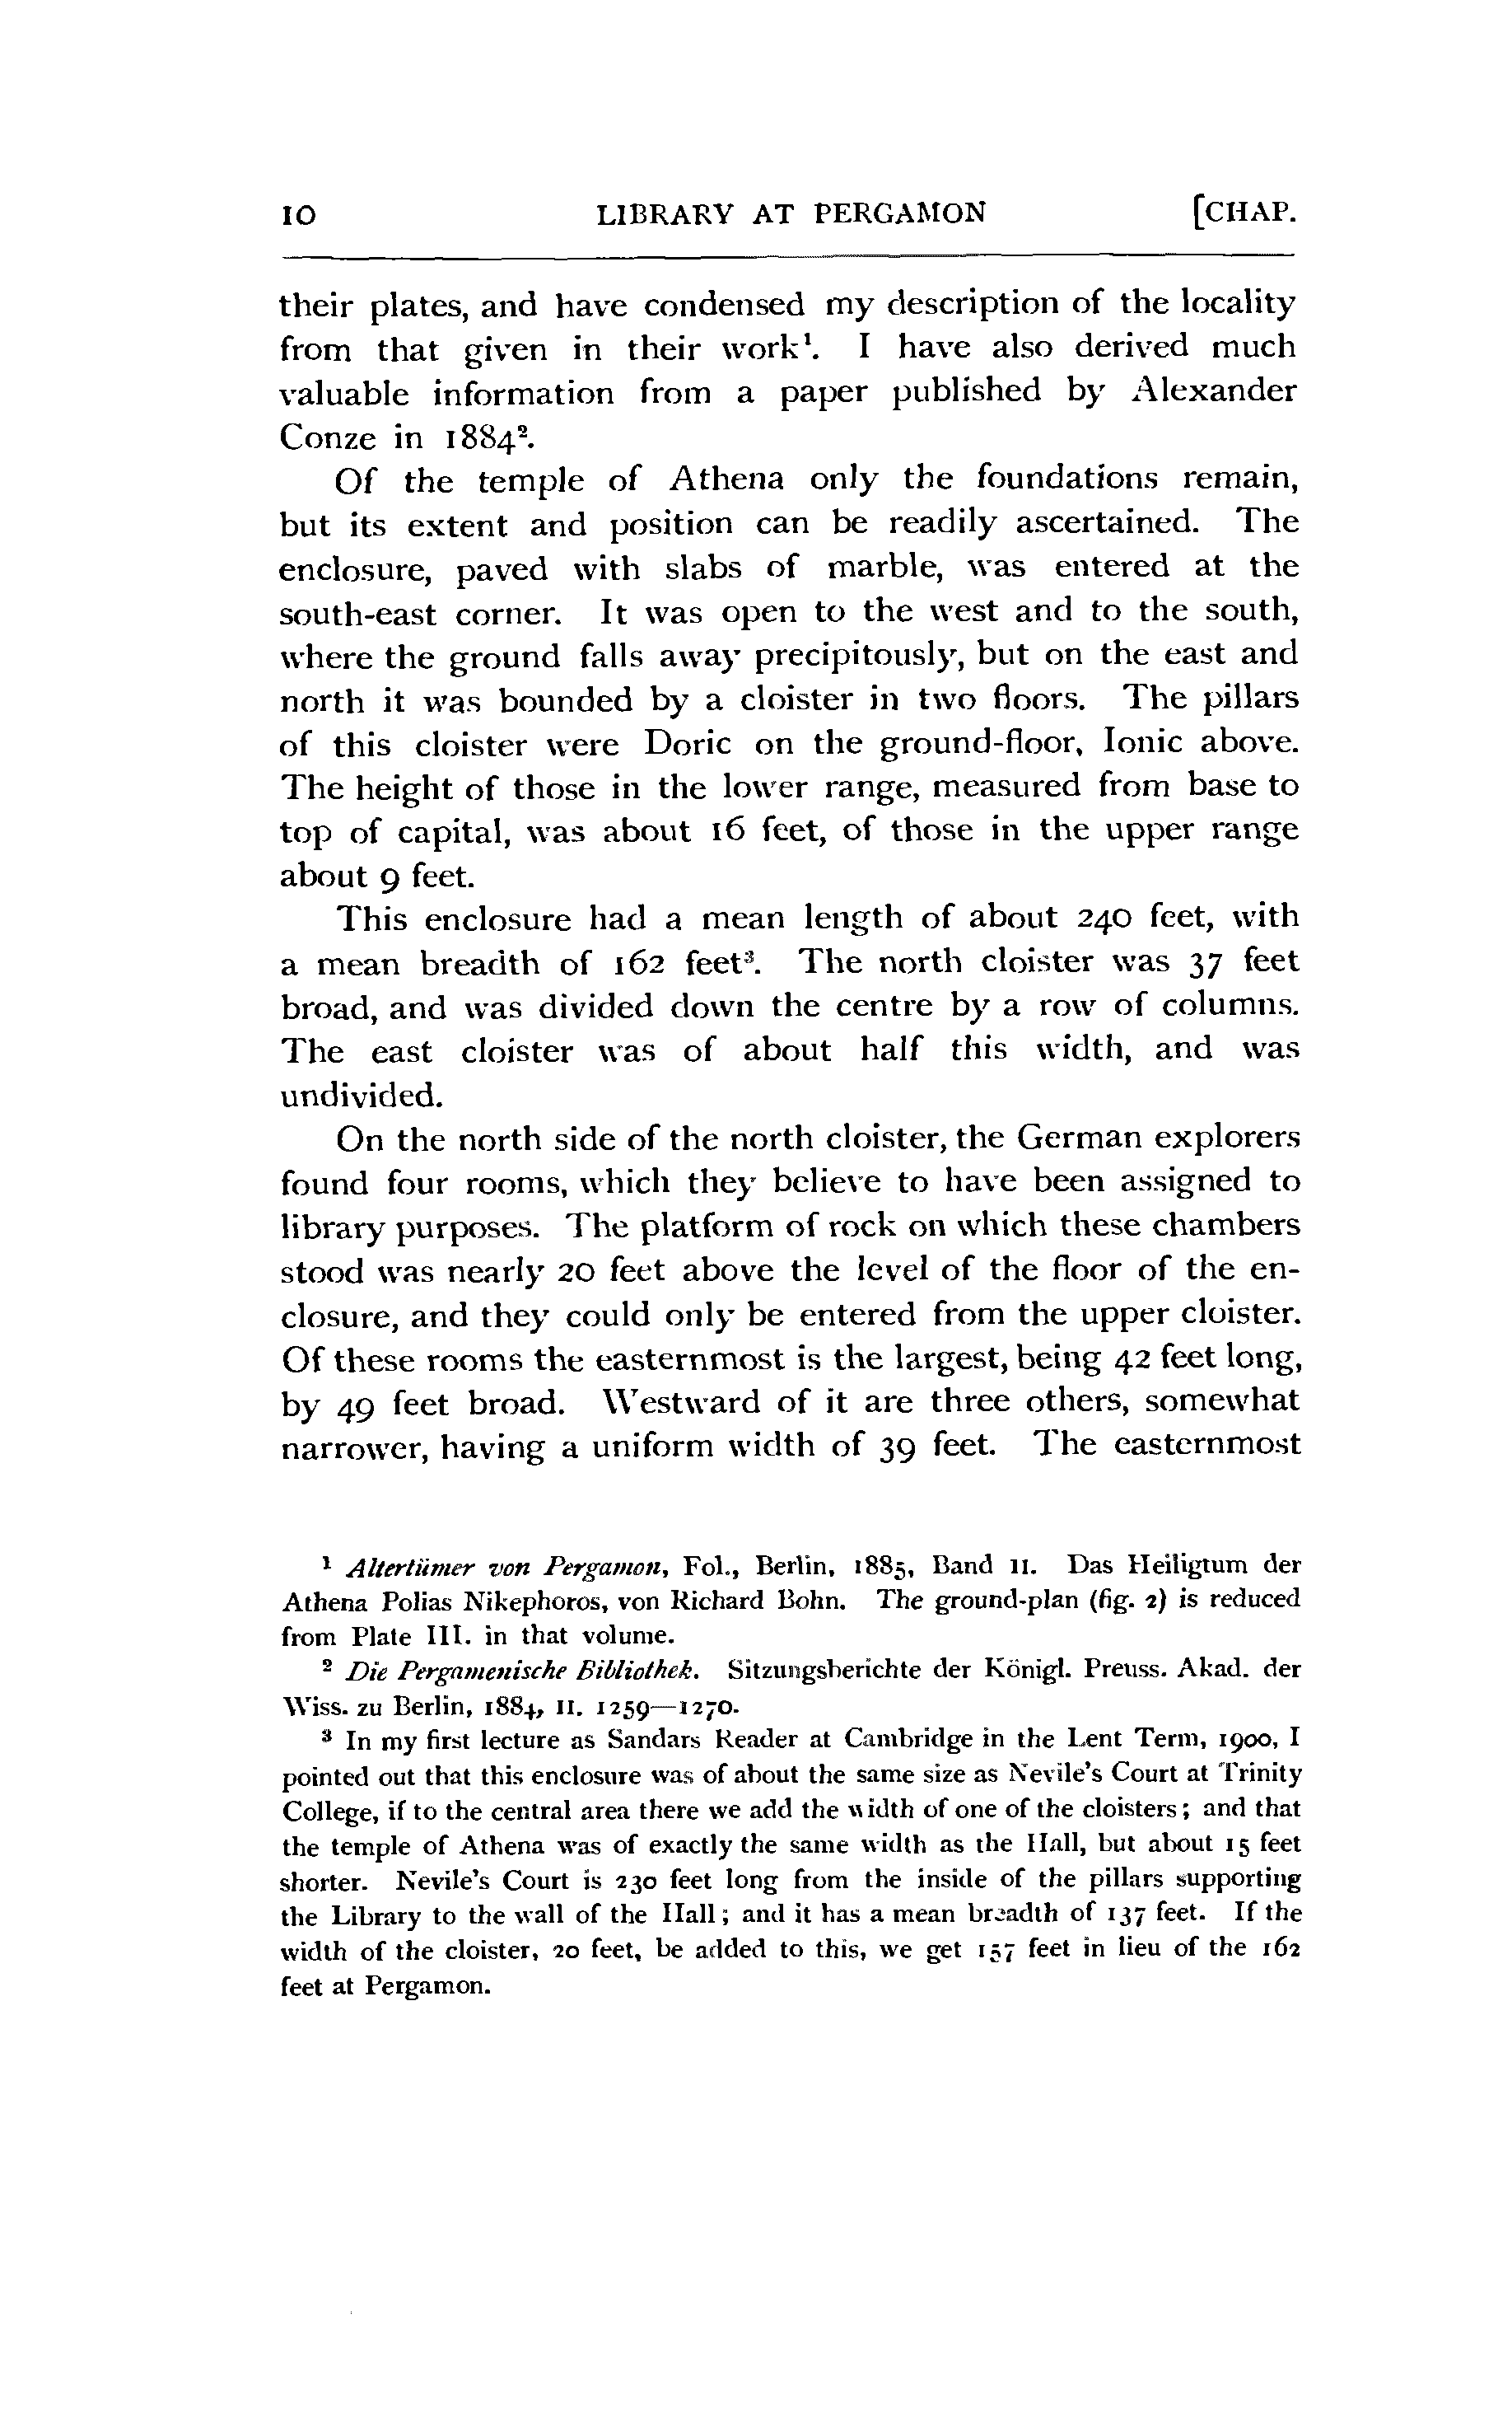 10 LIBRARY AT PERGAMON [CHAP.
their plates, and have condensed my description of the locality
from that given in their work¹. I have also derived much
valuable information from a paper published by Alexander
Conze in 1884².
Of the temple of Athena only the foundations remain,
but its extent and position can be readily ascertained. The
enclosure, paved with slabs of marble, was entered at the
south-east corner. It was open to the west and to the south,
where the ground falls away precipitously, but on the east and
north it was bounded by a cloister in two floors. The pillars
of this cloister were Doric on the ground-floor, Ionic above.
The height of those in the lower range, measured from base to
top of capital, was about 16 feet, of those in the upper range
about 9 feet.
This enclosure had a mean length of about 240 feet, with
a mean breadth of 162 feet³. The north cloister was 37 feet
broad, and was divided down the centre by a row of columns.
The east cloister was of about half this width, and was
undivided.
On the north side of the north cloister, the German explorers
found four rooms, which they believe to have been assigned to
library purposes. The platform of rock on which these chambers
stood was nearly 20 feet above the level of the floor of the en-
closure, and they could only be entered from the upper cloister.
Of these rooms the easternmost is the largest, being 42 feet long,
by 49 feet broad. Westward of it are three others, somewhat
narrower, having a uniform width of 39 feet. The easternmost
¹ Altertümer von Pergamon, Fol., Berlin, 1885, Band II. Das Heiligtum der
Athena Polias Nikephoros, von Richard Bohn. The ground-plan (fig. 2) is reduced
from Plate III. in that volume.
² Die Pergamenische Bibliothek. Sitzungsberichte der Königl. Preuss. Akad. der
Wiss. zu Berlin, 1884, II. 1259—1270.
³ In my first lecture as Sandars Reader at Cambridge in the Lent Term, 1900, I
pointed out that this enclosure was of about the same size as Nevile's Court at Trinity
College, if to the central area there we add the width of one of the cloisters; and that
the temple of Athena was of exactly the same width as the Hall, but about 15 feet
shorter. Nevile's Court is 230 feet long from the inside of the pillars supporting
the Library to the wall of the Hall; and it has a mean breadth of 137 feet. If the
width of the cloister, 20 feet, be added to this, we get 157 feet in lieu of the 162
feet at Pergamon.